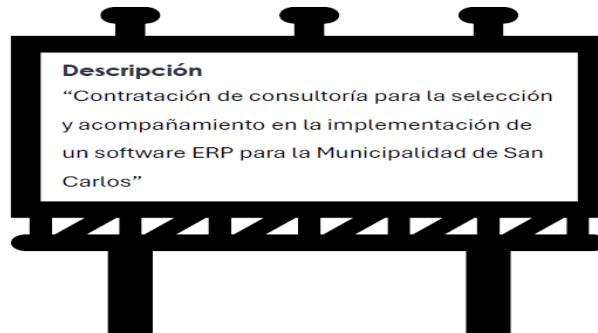 Descripción
“Contratación de consultoría para la selección
y acompañamiento en la implementación de
un software ERP para la Municipalidad de San
Carlos”